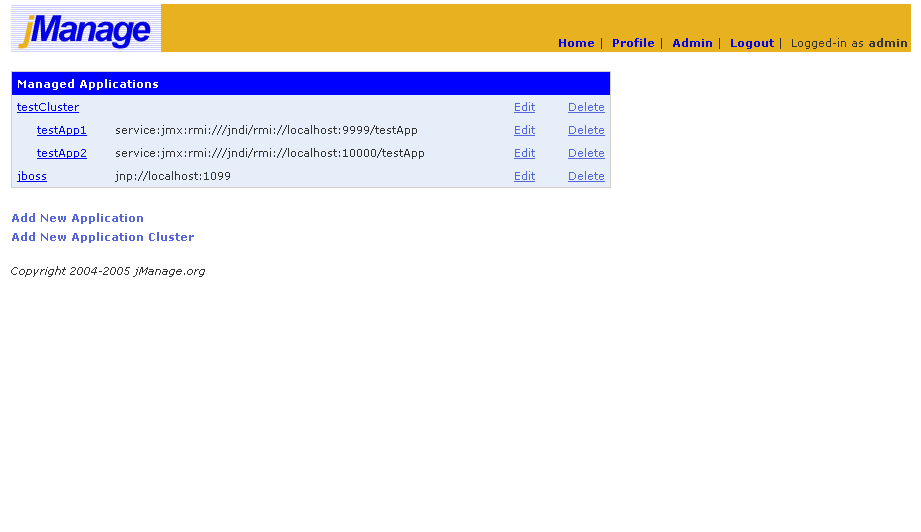 jManage
Home | Profile | Admin | Logout | Logged-in as admin
Managed Applications
testCluster Edit Delete
testApp1 service:jmx:rmi:///jndi/rmi://localhost:9999/testApp Edit Delete
testApp2 service:jmx:rmi:///jndi/rmi://localhost:10000/testApp Edit Delete
jboss jnp://localhost:1099 Edit Delete
Add New Application
Add New Application Cluster
Copyright 2004-2005 jManage.org